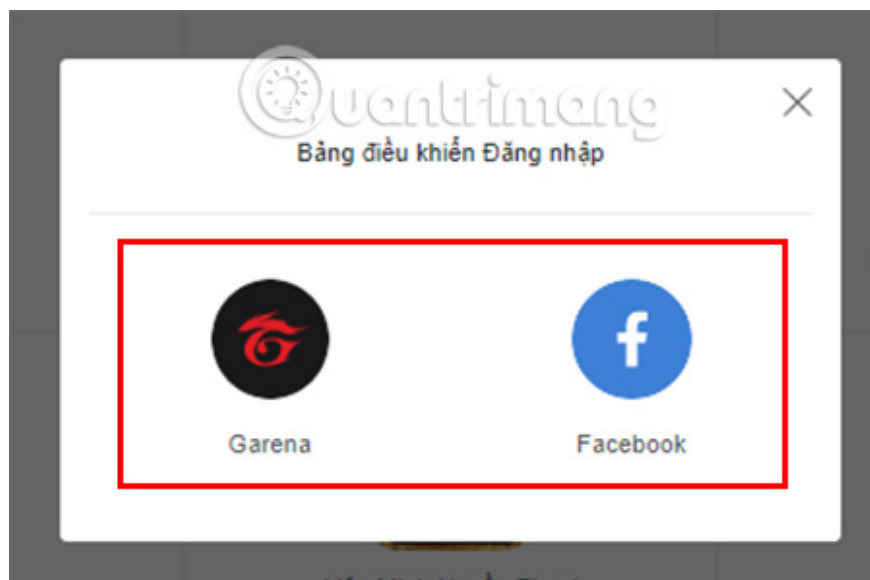 Quantrimang
Bảng điều khiển Đăng nhập
Garena
Facebook